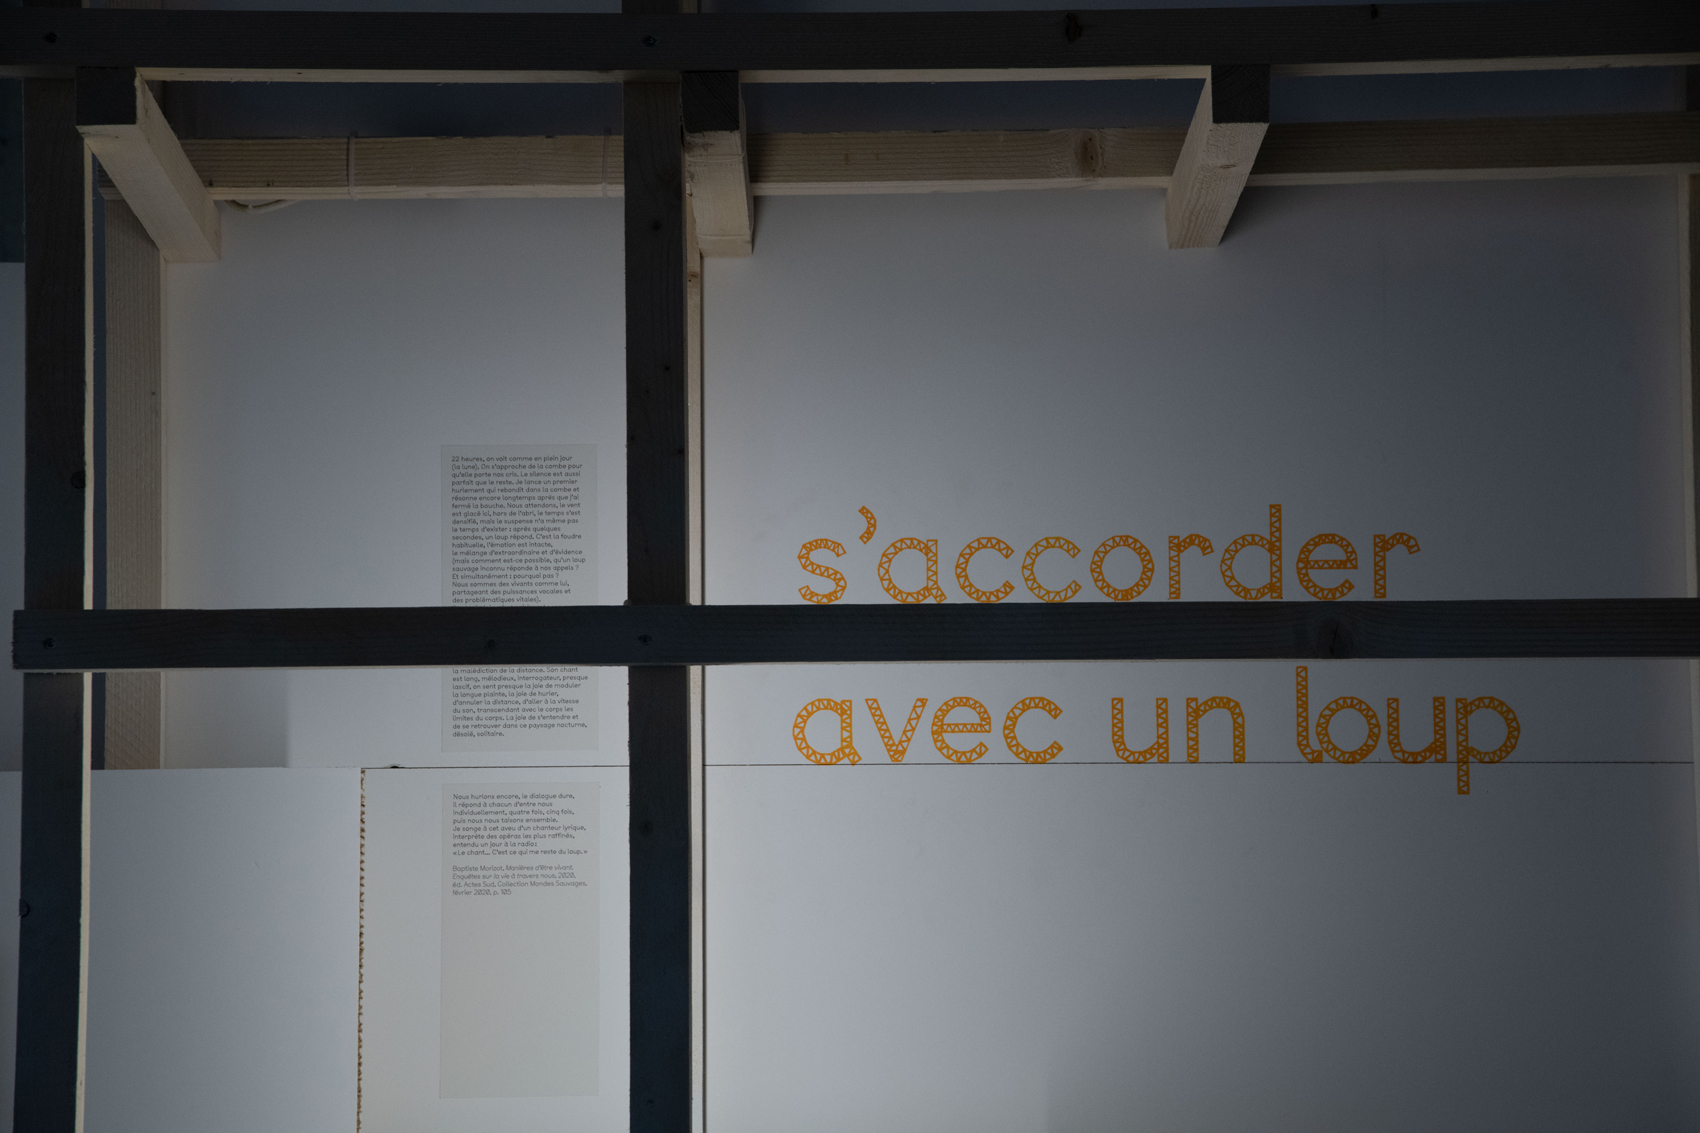 22 heures, on voit comme en plein jour
(la lune). On s'approche de la combe pour
qu'elle porte nos cris. Le silence est aussi
parfait que le reste. Je lance un premier
hurlement qui rebondit dans la combe et
résonne encore longtemps après que j'ai
fermé la bouche. Nous attendons, le vent
est glacé ici, hors de l'abri, le temps s'est
densifié, mais le suspense n'a même pas
le temps d'exister : après quelques
secondes, un loup répond. C'est la foudre
habituelle, l'émotion est intacte,
le mélange d'extraordinaire et d'évidence
(mais comment est-ce possible, qu'un loup
sauvage inconnu réponde à nos appels ?
Et simultanément : pourquoi pas ?
Nous sommes des vivants comme lui,
partageant des puissances vocales et
des problématiques vitales).
la malédiction de la distance. Son chant
est long, mélodieux, interrogateur, presque
lascif, on sent presque la joie de moduler
la longue plainte, la joie de hurler,
d'annuler la distance, d'aller à la vitesse
du son, transcendant avec le corps les
limites du corps. La joie de s'entendre et
de se retrouver dans ce paysage nocturne,
désolé, solitaire.
Nous hurlons encore, le dialogue dure,
il répond à chacun d'entre nous
individuellement, quatre fois, cinq fois,
puis nous nous taisons ensemble.
Je songe à cet aveu d'un chanteur lyrique,
interprète des opéras les plus raffinés,
entendu un jour à la radio :
« Le chant... C'est ce qui me reste du loup. »
Baptiste Morizot, Manières d'être vivant.
Enquêtes sur la vie à travers nous, 2020,
éd. Actes Sud, Collection Mondes Sauvages,
février 2020, p. 105
s'accorder
avec un loup